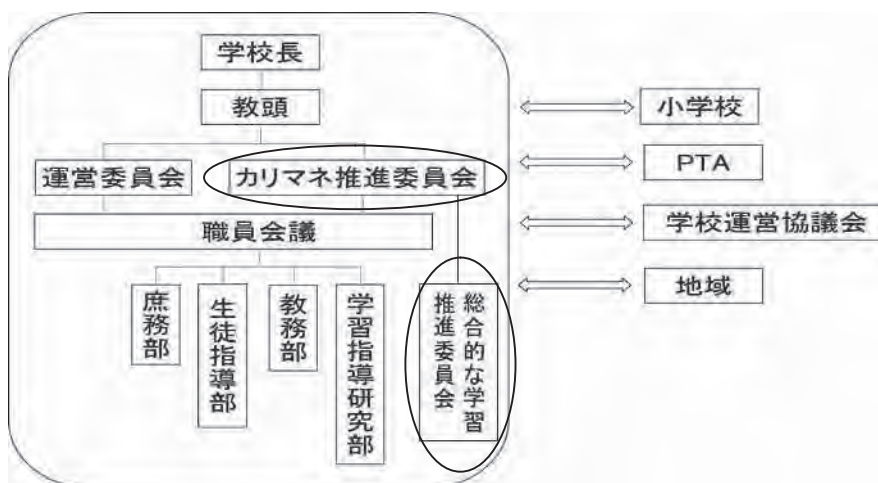 学校長
教頭
運営委員会
カリマネ推進委員会
職員会議
庶務部
生徒指導部
教務部
学習指導研究部
総合的な学習
推進委員会
小学校
PTA
学校運営協議会
地域